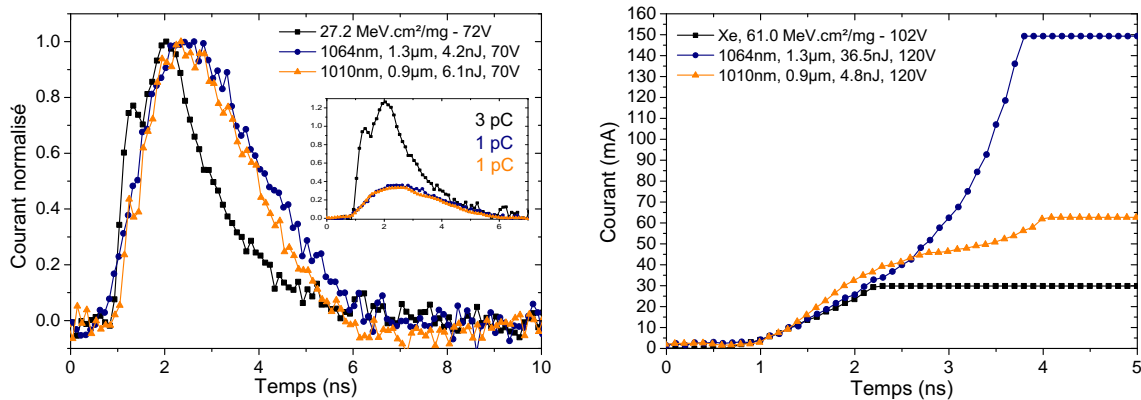 27.2 MeV.cm²/mg - 72V
1064nm, 1.3µm, 4.2nJ, 70V
1010nm, 0.9µm, 6.1nJ, 70V
Courant normalisé
1.0
0.8
0.6
0.4
0.2
0.0
0 2 4 6 8 10
Temps (ns)
3 pC
1 pC
1 pC
1.2
1.0
0.8
0.6
0.4
0.2
0.0
0 2 4 6
Xe, 61.0 MeV.cm²/mg - 102V
1064nm, 1.3µm, 36.5nJ, 120V
1010nm, 0.9µm, 4.8nJ, 120V
Courant (mA)
160
150
140
130
120
110
100
90
80
70
60
50
40
30
20
10
0
0 1 2 3 4 5
Temps (ns)